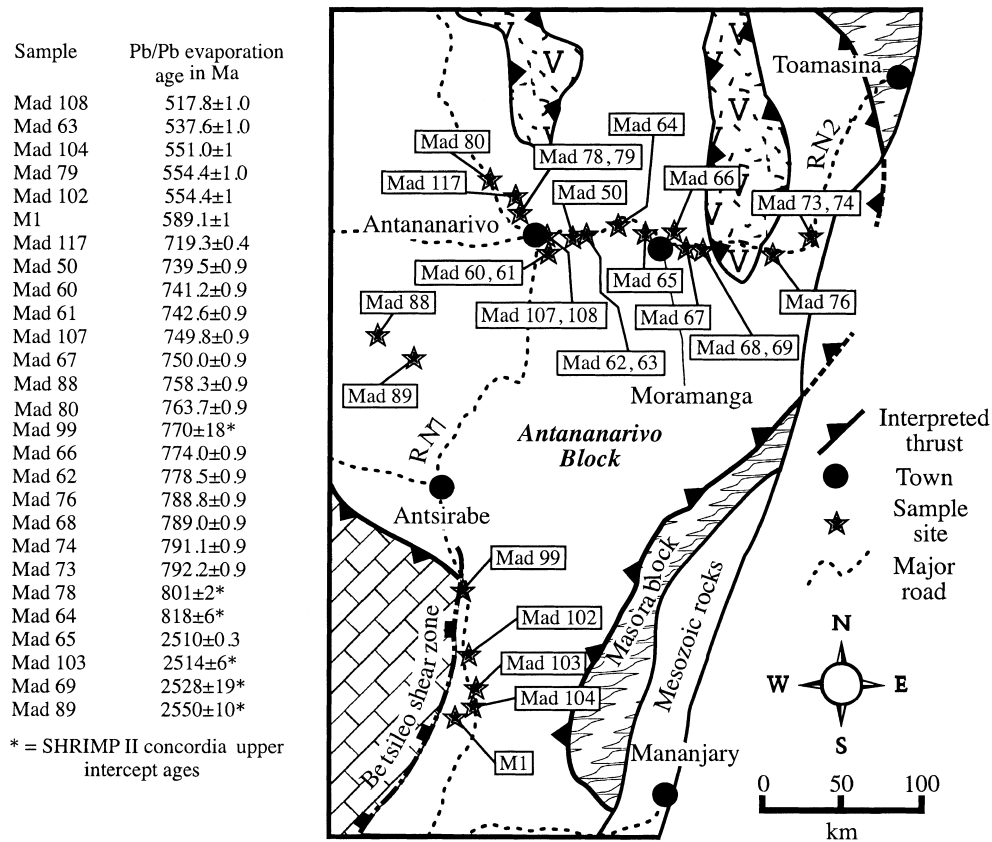 Sample Pb/Pb evaporation
age in Ma
Mad 108 517.8±1.0
Mad 63 537.6±1.0
Mad 104 551.0±1
Mad 79 554.4±1.0
Mad 102 554.4±1
M1 589.1±1
Mad 117 719.3±0.4
Mad 50 739.5±0.9
Mad 60 741.2±0.9
Mad 61 742.6±0.9
Mad 107 749.8±0.9
Mad 67 750.0±0.9
Mad 88 758.3±0.9
Mad 80 763.7±0.9
Mad 99 770±18*
Mad 66 774.0±0.9
Mad 62 778.5±0.9
Mad 76 788.8±0.9
Mad 68 789.0±0.9
Mad 74 791.1±0.9
Mad 73 792.2±0.9
Mad 78 801±2*
Mad 64 818±6*
Mad 65 2510±0.3
Mad 103 2514±6*
Mad 69 2528±19*
Mad 89 2550±10*
* = SHRIMP II concordia upper
intercept ages
V
V
V
V
V
V
V
V
V
V
V
V
V
Toamasina
RN2
Mad 64
Mad 80
Mad 78, 79
Mad 117
Mad 50
Mad 66
Mad 73, 74
Antananarivo
Mad 60, 61
Mad 65
Mad 88
Mad 107, 108
Mad 67
Mad 76
Mad 68, 69
Mad 62, 63
Mad 89
Moramanga
RN7
Antananarivo
Block
Antsirabe
Mad 99
Mad 102
Mad 103
Mad 104
M1
Betsileo shear zone
Masora block
Mesozoic rocks
Mananjary
Interpreted
thrust
Town
Sample
site
Major
road
N
W E
S
0 50 100
km